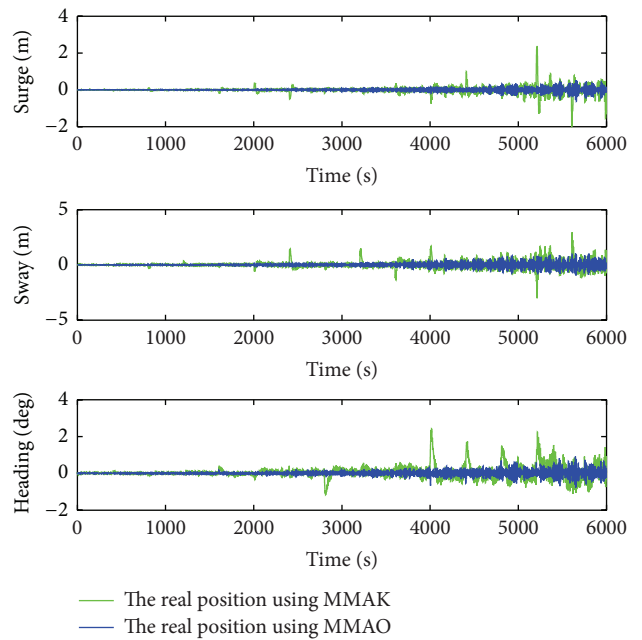 Surge (m)
4
2
0
−2
0 1000 2000 3000 4000 5000 6000
Time (s)
Sway (m)
5
0
−5
0 1000 2000 3000 4000 5000 6000
Time (s)
Heading (deg)
4
2
0
−2
0 1000 2000 3000 4000 5000 6000
Time (s)
The real position using MMAK
The real position using MMAO